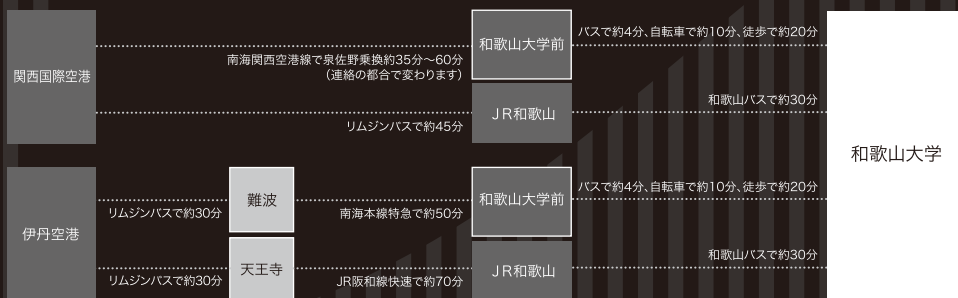 関西国際空港
南海関西空港線で泉佐野乗換約35分～60分
（連絡の都合で変わります）
和歌山大学前
バスで約4分、自転車で約10分、徒歩で約20分
リムジンバスで約45分
JR和歌山
和歌山バスで約30分
和歌山大学
伊丹空港
リムジンバスで約30分
難波
南海本線特急で約50分
和歌山大学前
バスで約4分、自転車で約10分、徒歩で約20分
リムジンバスで約30分
天王寺
JR阪和線快速で約70分
JR和歌山
和歌山バスで約30分